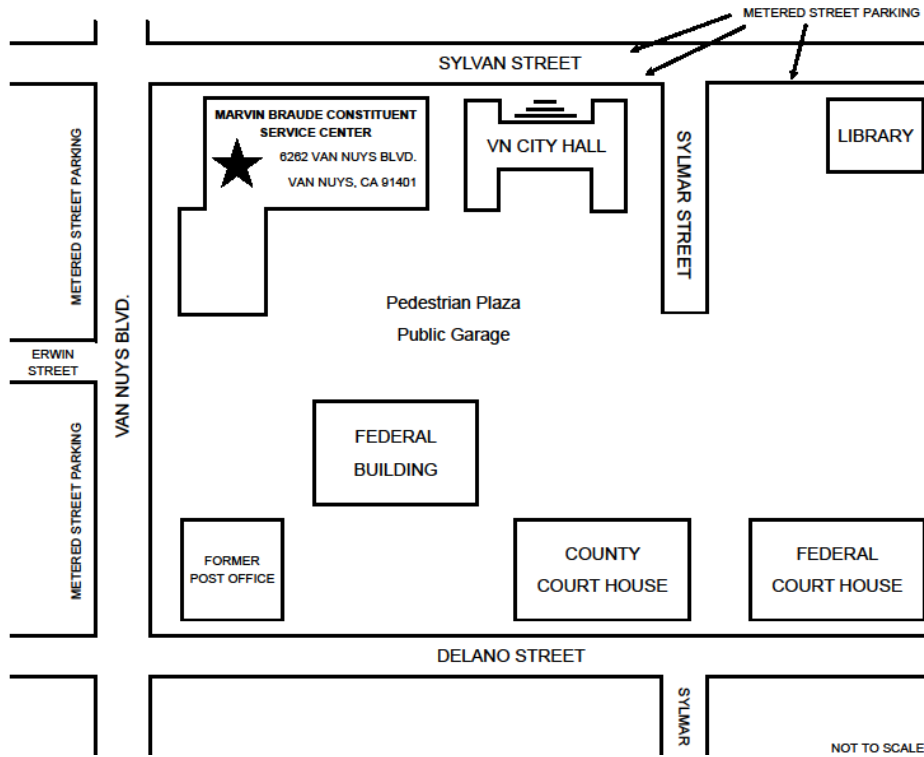 METERED STREET PARKING
SYLVAN STREET
MARVIN BRAUDE CONSTITUENT
SERVICE CENTER
6262 VAN NUYS BLVD.
VAN NUYS, CA 91401
VN CITY HALL
LIBRARY
SYLMAR STREET
METERED STREET PARKING
Pedestrian Plaza
Public Garage
ERWIN
STREET
VAN NUYS BLVD.
FEDERAL
BUILDING
METERED STREET PARKING
FORMER
POST OFFICE
COUNTY
COURT HOUSE
FEDERAL
COURT HOUSE
DELANO STREET
SYLMAR
NOT TO SCALE